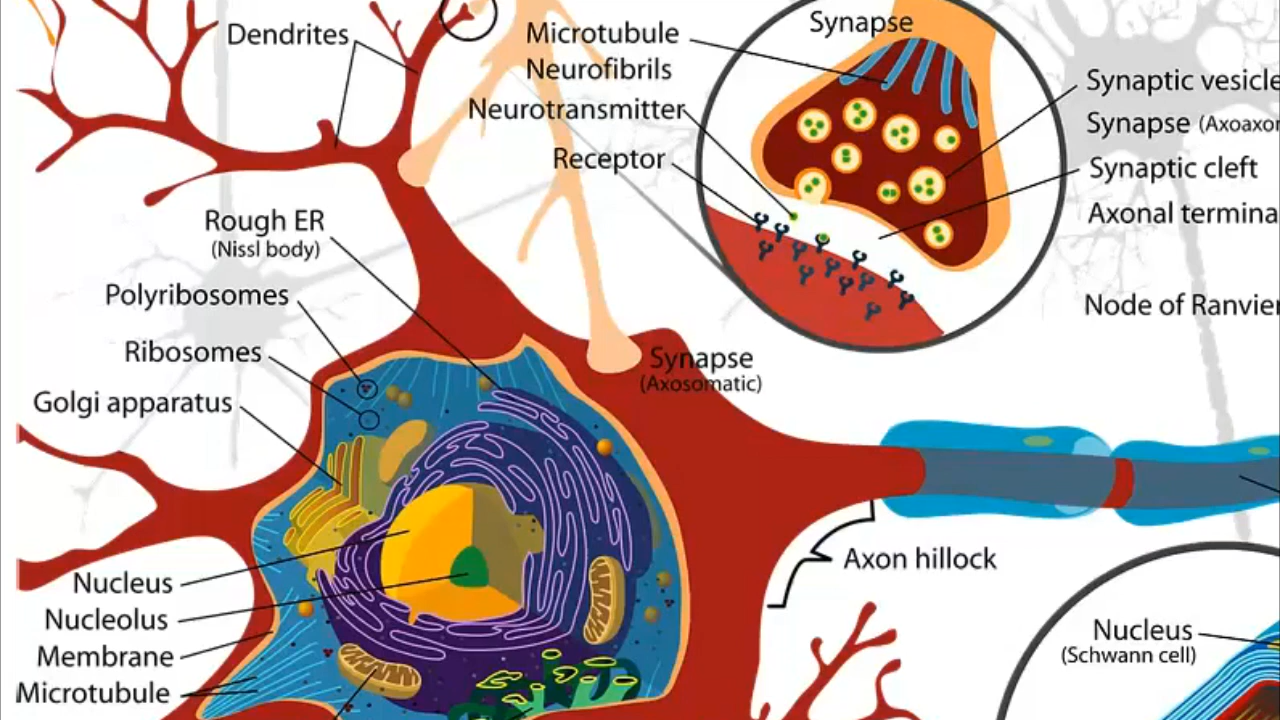 Dendrites
Microtubule
Neurofibrils
Neurotransmitter
Receptor
Synapse
Synaptic vesicle
Synapse (Axoaxon
Synaptic cleft
Axonal termina
Node of Ranvier
Rough ER
(Nissl body)
Polyribosomes
Ribosomes
Golgi apparatus
Synapse
(Axosomatic)
Axon hillock
Nucleus
Nucleolus
Membrane
Microtubule
Nucleus
(Schwann cell)